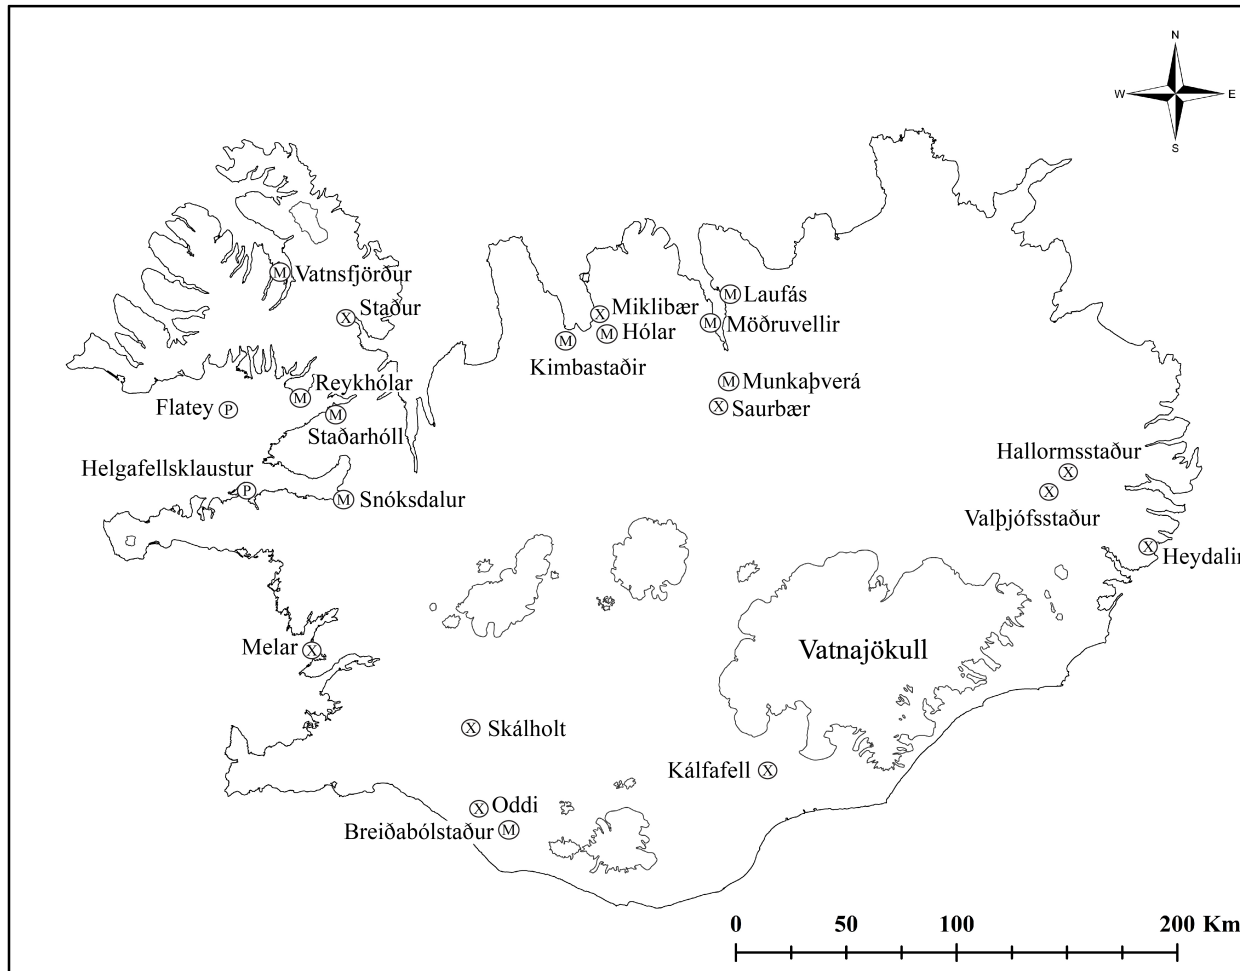 N
W E
S
Ⓜ Vatnsfjörður
Staður
Ⓧ
Ⓧ Miklibær
Ⓜ Hólar
Ⓜ
Kimbastaðir
Ⓜ Laufás
Ⓜ Möðruvellir
Reykhólar
Ⓜ
Flatey Ⓟ
Ⓜ
Staðarhóll
Ⓜ Munkaþverá
Ⓧ Saurbær
Helgafellsklaustur
Ⓟ
Ⓜ Snóksdalur
Hallormsstaður
Ⓧ
Ⓧ
Valþjófsstaður
Ⓧ
Heydalir
Melar Ⓧ
Vatnajökull
Ⓧ Skálholt
Kálfafell Ⓧ
Ⓧ Oddi
Breiðabólstaður Ⓜ
0 50 100 200 Km